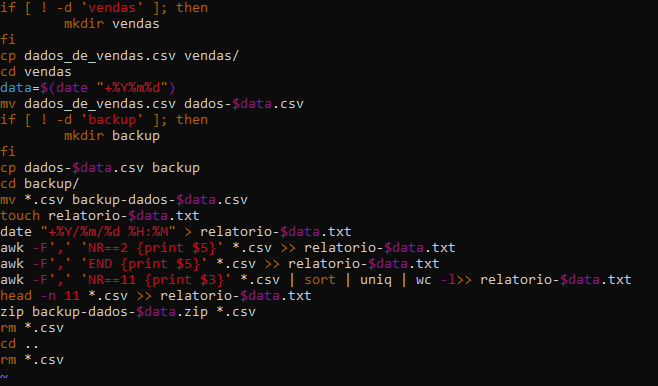 if [ ! -d 'vendas' ]; then
        mkdir vendas
fi
cp dados_de_vendas.csv vendas/
cd vendas
data=$(date "+%Y%m%d")
mv dados_de_vendas.csv dados-$data.csv
if [ ! -d 'backup' ]; then
        mkdir backup
fi
cp dados-$data.csv backup
cd backup/
mv *.csv backup-dados-$data.csv
touch relatorio-$data.txt
date "+%Y/%m/%d %H:%M" > relatorio-$data.txt
awk -F',' 'NR==2 {print $5}' *.csv >> relatorio-$data.txt
awk -F',' 'END {print $5}' *.csv >> relatorio-$data.txt
awk -F',' 'NR==11 {print $3}' *.csv | sort | uniq | wc -l>> relatorio-$data.txt
head -n 11 *.csv >> relatorio-$data.txt
zip backup-dados-$data.zip *.csv
rm *.csv
cd ..
rm *.csv
~